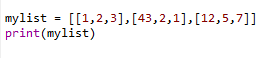 mylist = [[1,2,3],[43,2,1],[12,5,7]]
print(mylist)